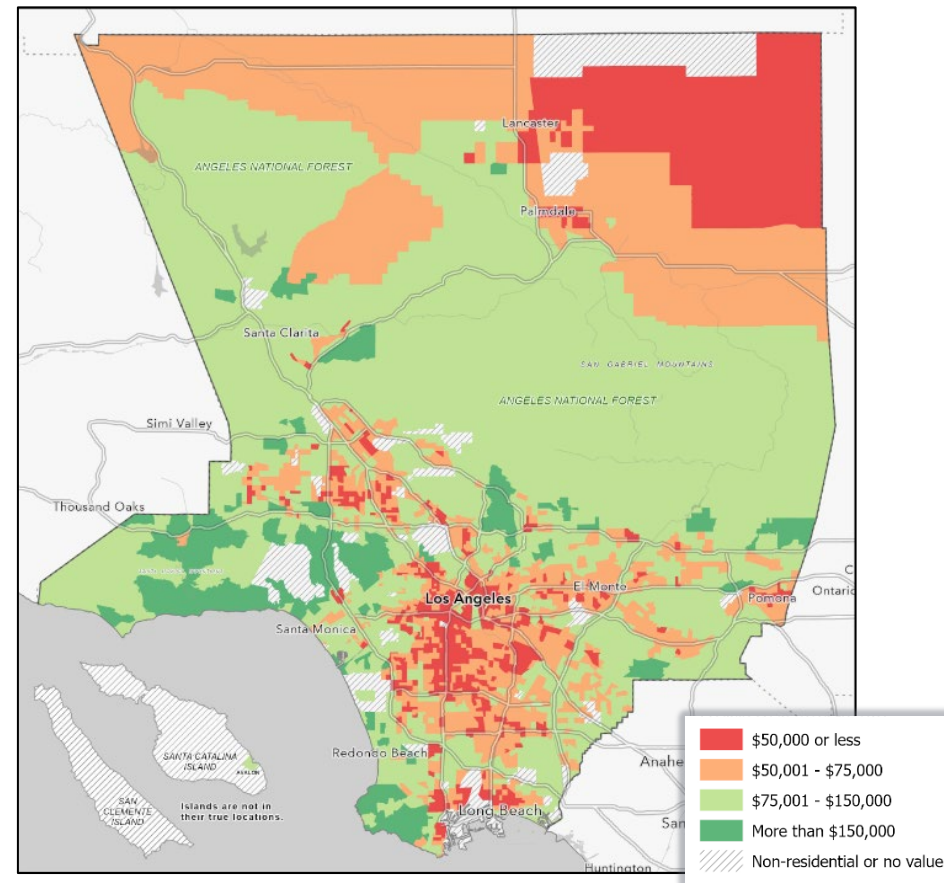 Lancaster
ANGELES NATIONAL FOREST
Palmdale
Santa Clarita
SAN GABRIEL MOUNTAINS
ANGELES NATIONAL FOREST
Simi Valley
Thousand Oaks
El Monte
Los Angeles
Pomona
Ontario
C
Santa Monica
Redondo Beach
Anahe
SANTA CATALINA
ISLAND
AVALON
SAN
CLEMENTE
ISLAND
Islands are not in
their true locations.
Long Beach
San
Huntington
$50,000 or less
$50,001 - $75,000
$75,001 - $150,000
More than $150,000
Non-residential or no value